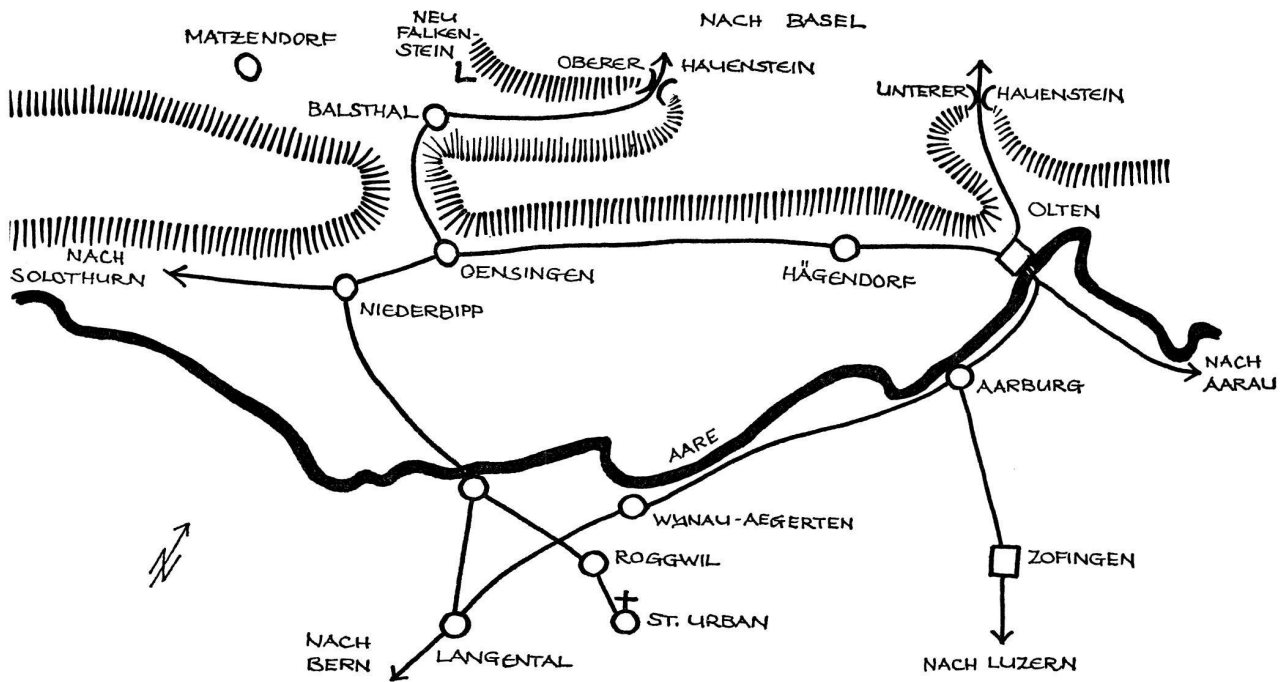 NEU
FALKEN-
STEIN
NACH BASEL
MATZENDORF
OBERER
HAUENSTEIN
UNTERER
HAUENSTEIN
BALSTHAL
OLTEN
NACH
SOLOTHURN
OENSINGEN
HÄGENDORF
NIEDERBIPP
NACH
AARAU
AARBURG
AARE
WYNAU-AEGERTEN
ROGGWIL
ZOFINGEN
ST. URBAN
NACH
BERN
LANGENTAL
NACH LUZERN
N